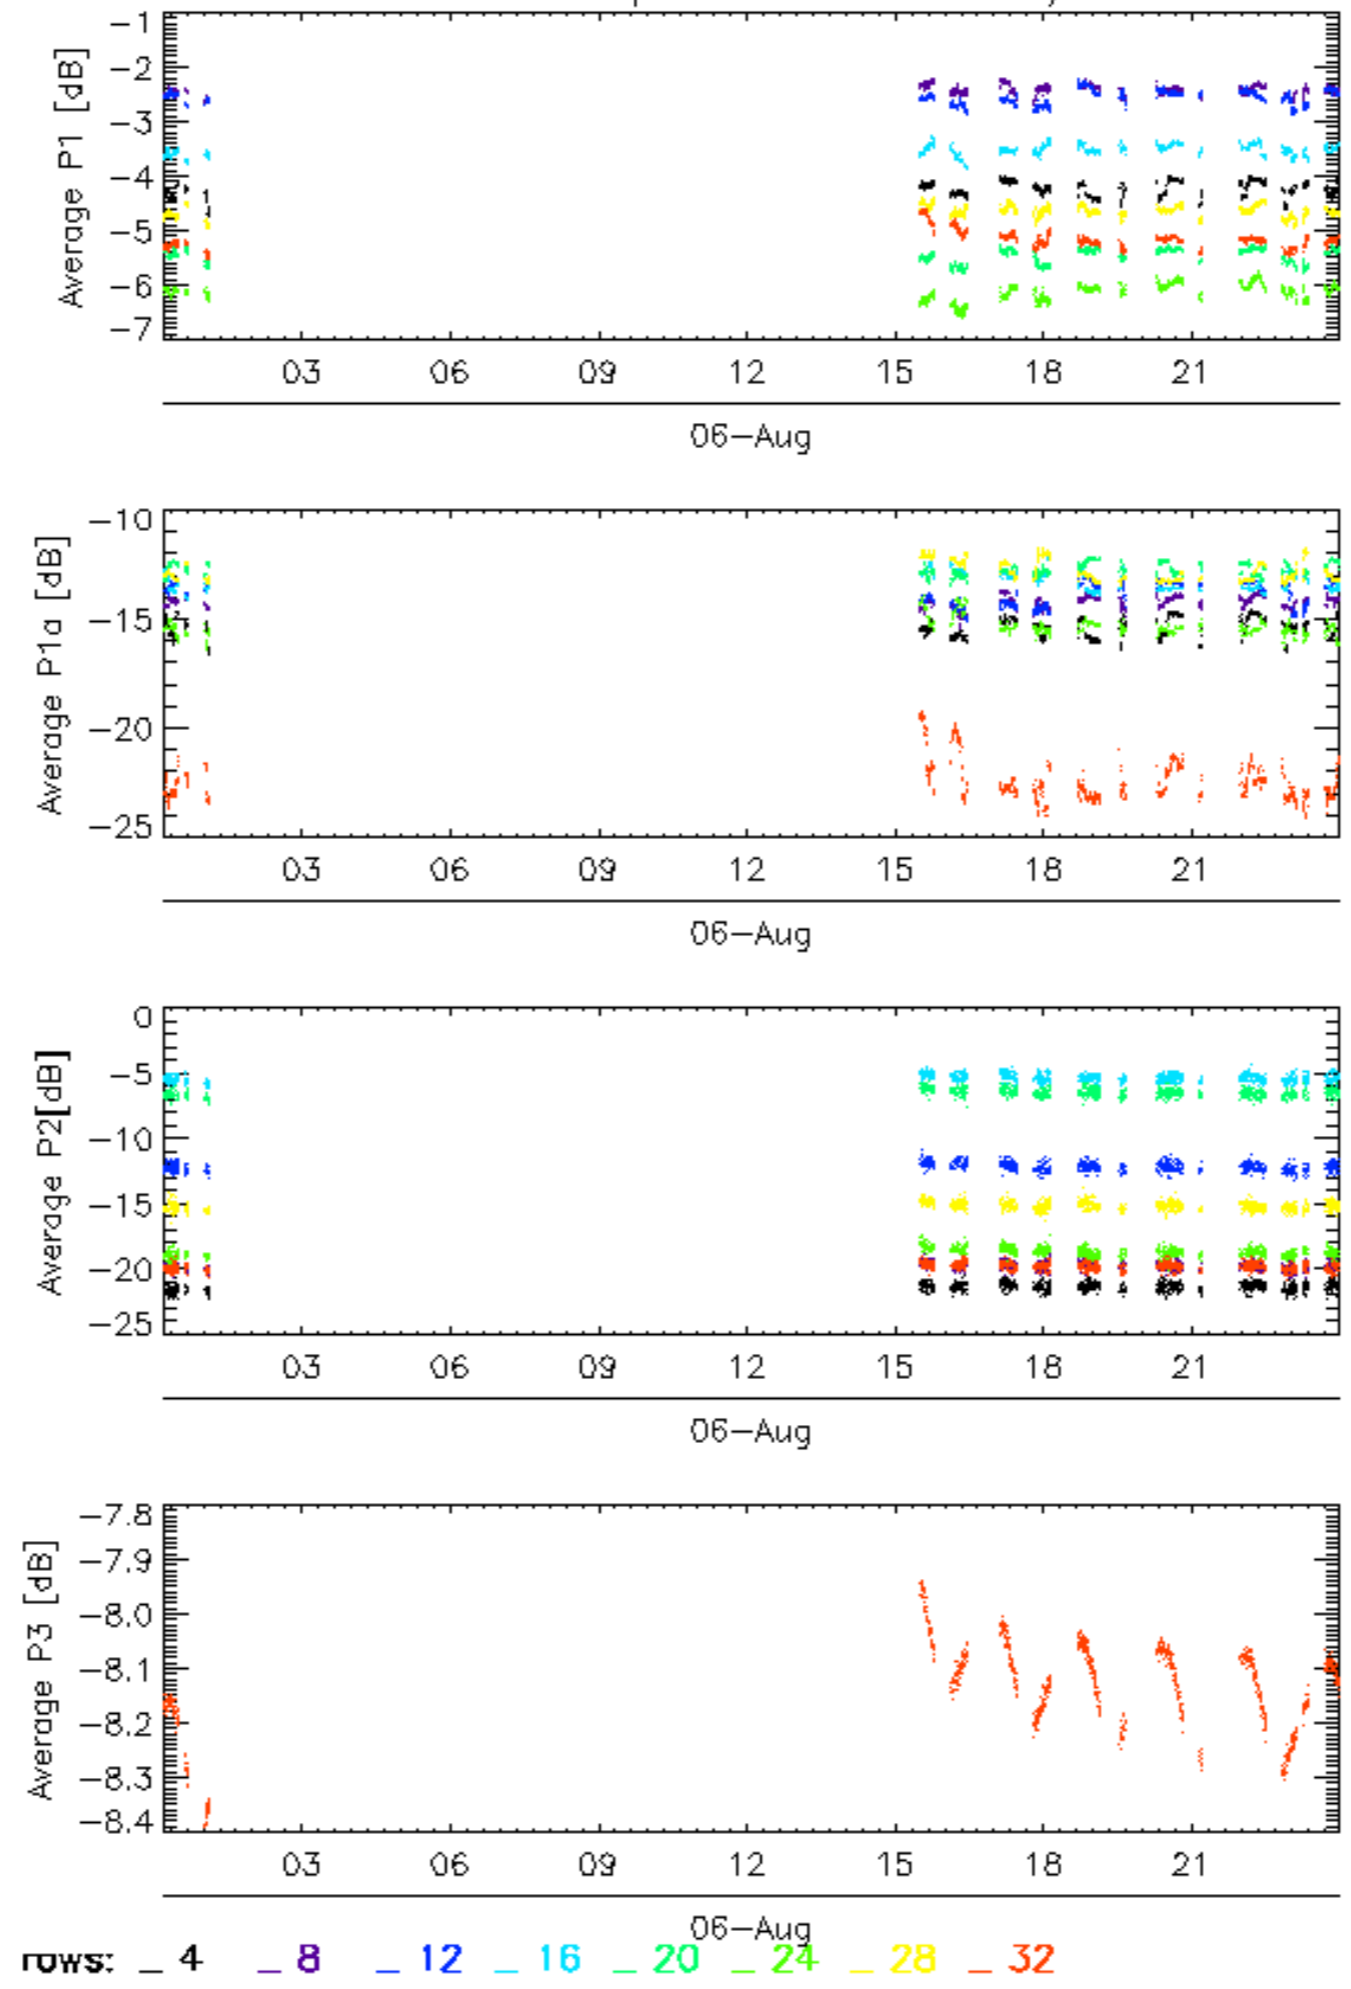 Average P1 [dB]
−1
−2
−3
−4
−5
−6
−7
03 06 09 12 15 18 21
06−Aug
Average P1a [dB]
−10
−15
−20
−25
03 06 09 12 15 18 21
06−Aug
Average P2[dB]
0
−5
−10
−15
−20
−25
03 06 09 12 15 18 21
06−Aug
Average P3 [dB]
−7.8
−7.9
−8.0
−8.1
−8.2
−8.3
−8.4
03 06 09 12 15 18 21
06−Aug
rows: _ 4 _ 8 _ 12 _ 16 _ 20 _ 24 _ 28 _ 32